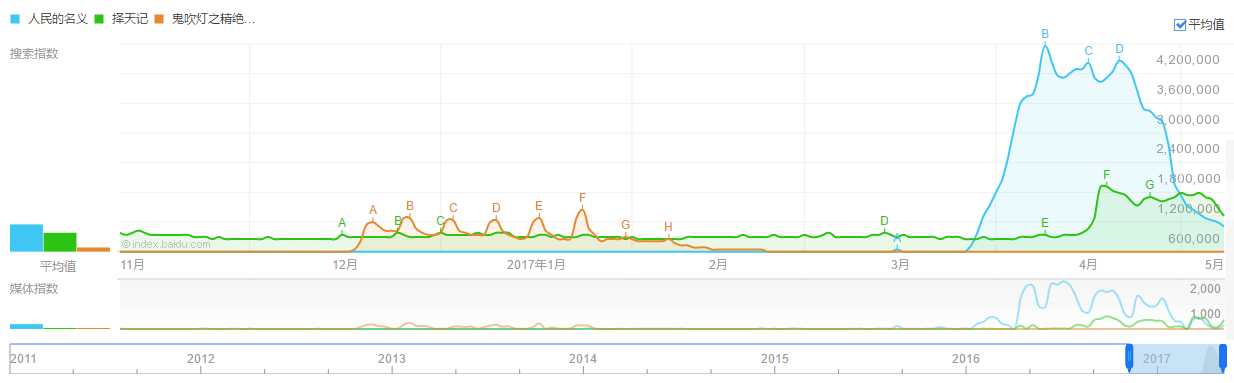 人民的名义 择天记 鬼吹灯之精绝...
平均值
搜索指数
B
C
D
4,200,000
3,600,000
3,000,000
2,400,000
F
1,800,000
G
F
E
B
A
C
D
1,200,000
A
B
C
G
H
D
E
A
600,000
©index.baidu.com
平均值
11月 12月 2017年1月 2月 3月 4月 5月
媒体指数
2,000
1,000
2011 2012 2013 2014 2015 2016 2017